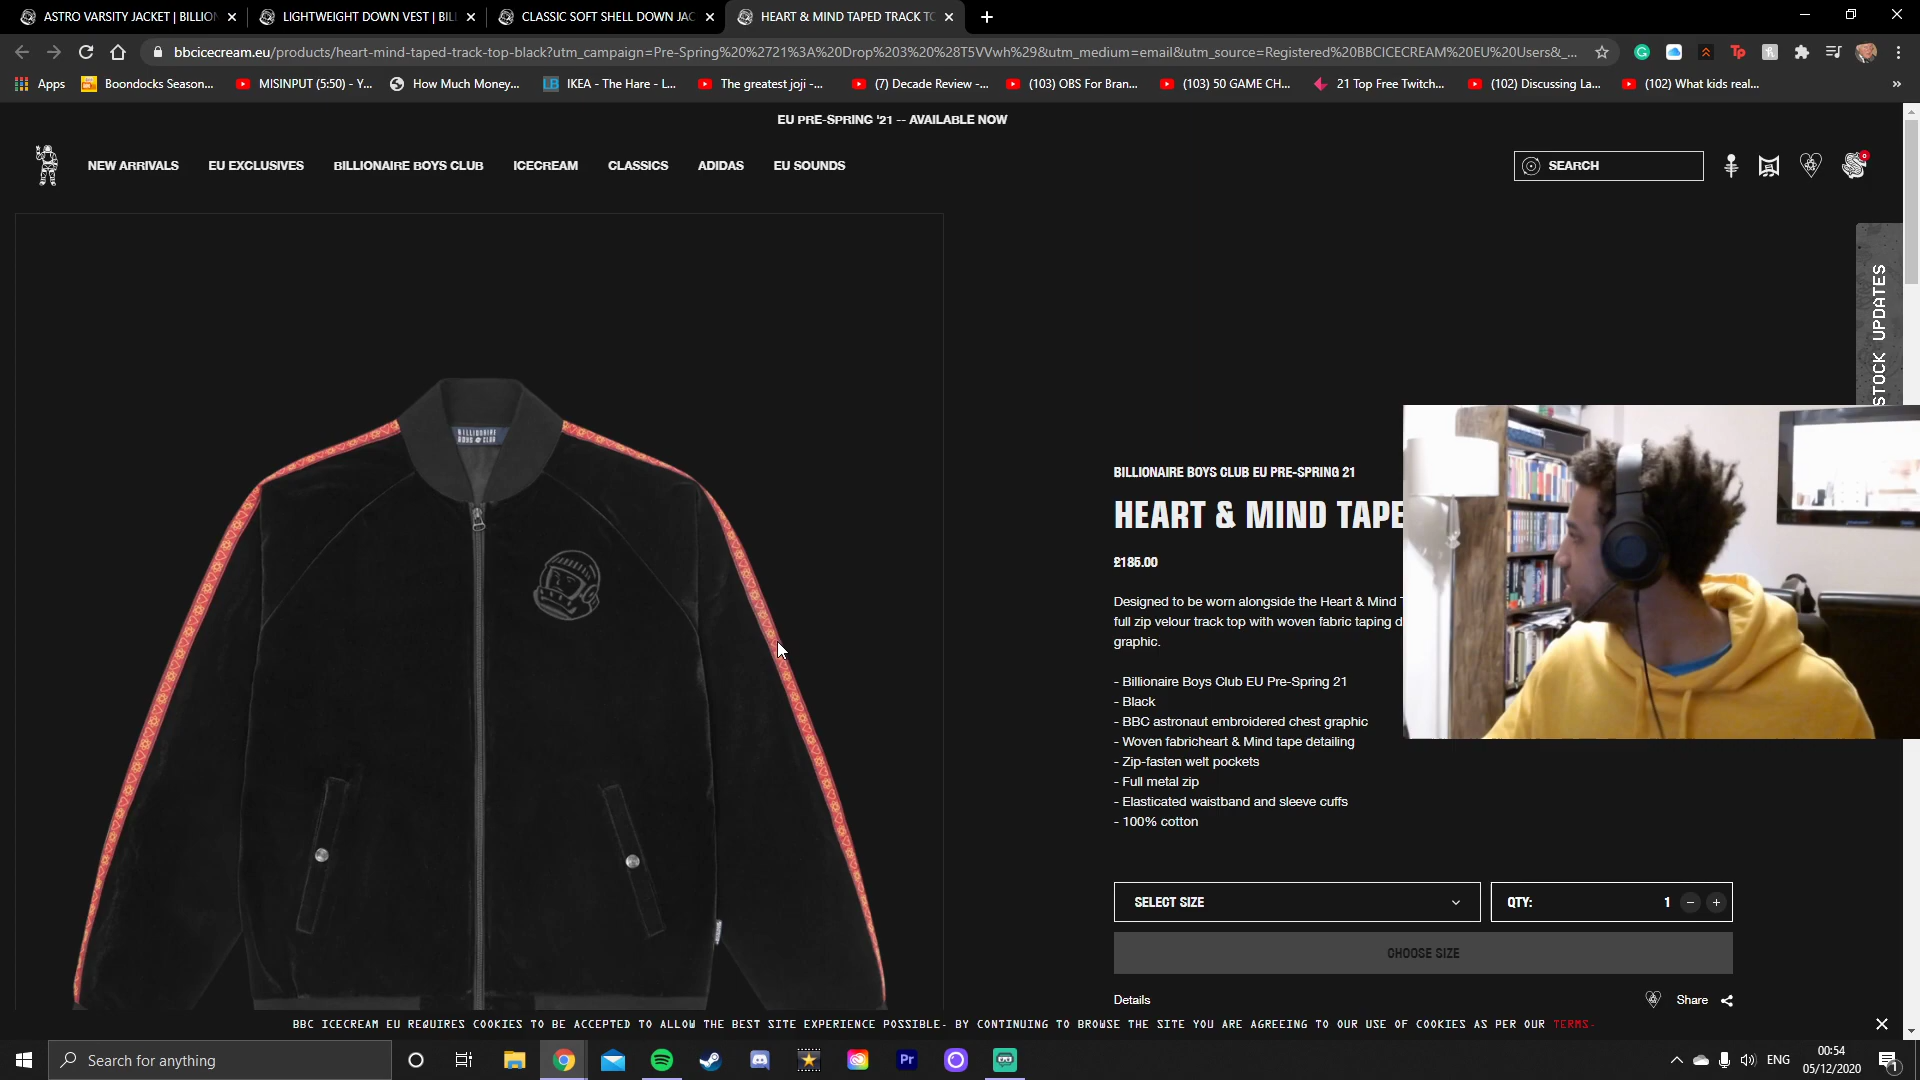 ASTRO VARSITY JACKET | BILLION
LIGHTWEIGHT DOWN VEST | BIL
CLASSIC SOFT SHELL DOWN JAC
HEART & MIND TAPED TRACK TO
bbcicecream.eu/products/heart-mind-taped-track-top-black?utm_campaign=Pre-Spring%20%2721%3A%20Drop%203%20%28T5VVwh%29&utm_medium=email&utm_source=Registered%20BBCICECREAM%20EU%20Users&_...
Apps
Boondocks Season...
MISINPUT (5:50) - Y...
How Much Money...
IKEA - The Hare - L...
The greatest joji -...
(7) Decade Review -...
(103) OBS For Bran...
(103) 50 GAME CH...
21 Top Free Twitch...
(102) Discussing La...
(102) What kids real...
EU PRE-SPRING '21 -- AVAILABLE NOW
NEW ARRIVALS
EU EXCLUSIVES
BILLIONAIRE BOYS CLUB
ICECREAM
CLASSICS
ADIDAS
EU SOUNDS
SEARCH
0
STOCK UPDATES
BILLIONAIRE
BOYS CLUB
BILLIONAIRE BOYS CLUB EU PRE-SPRING 21
HEART & MIND TAPE
£185.00
Designed to be worn alongside the Heart & Mind T
full zip velour track top with woven fabric taping d
graphic.
- Billionaire Boys Club EU Pre-Spring 21
- Black
- BBC astronaut embroidered chest graphic
- Woven fabricheart & Mind tape detailing
- Zip-fasten welt pockets
- Full metal zip
- Elasticated waistband and sleeve cuffs
- 100% cotton
SELECT SIZE
QTY:
1
CHOOSE SIZE
Details
Share
BBC ICECREAM EU REQUIRES COOKIES TO BE ACCEPTED TO ALLOW THE BEST SITE EXPERIENCE POSSIBLE. BY CONTINUING TO BROWSE THE SITE YOU ARE AGREEING TO OUR USE OF COOKIES AS PER OUR TERMS.
Search for anything
Pr
ENG
00:54
05/12/2020
1